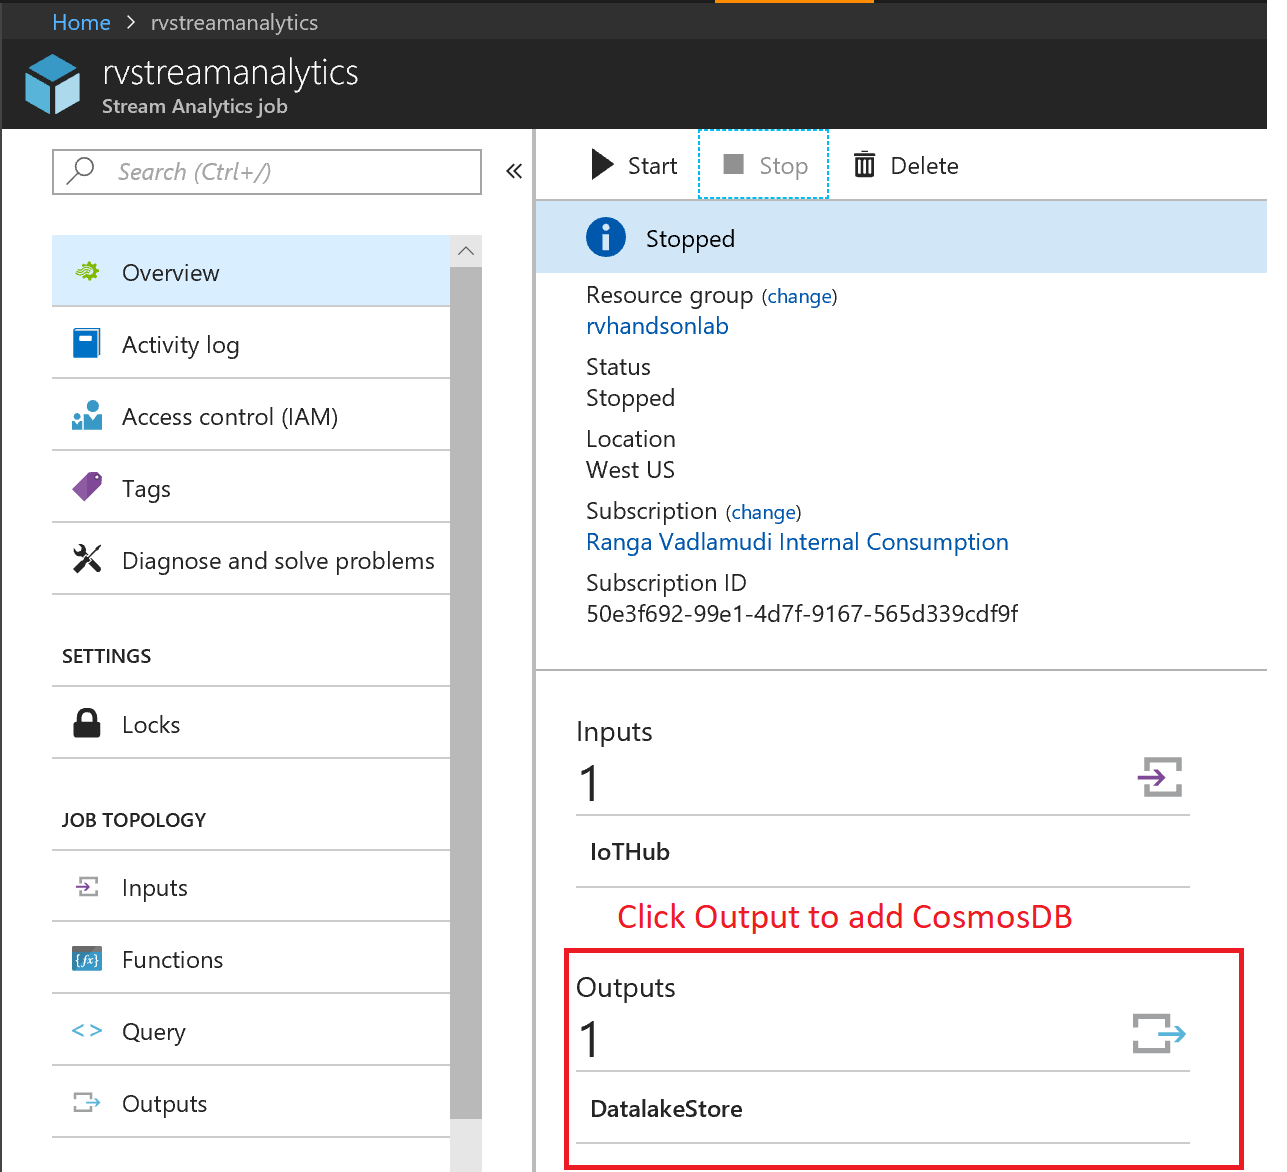 Home > rvstreamanalytics
rvstreamanalytics
Stream Analytics job
Search (Ctrl+/)
«
Overview
Activity log
Access control (IAM)
Tags
Diagnose and solve problems
SETTINGS
Locks
JOB TOPOLOGY
Inputs
Functions
Query
Outputs
Start Stop Delete
Stopped
Resource group (change)
rvhandsonlab
Status
Stopped
Location
West US
Subscription (change)
Ranga Vadlamudi Internal Consumption
Subscription ID
50e3f692-99e1-4d7f-9167-565d339cdf9f
Inputs
1
IoTHub
Click Output to add CosmosDB
Outputs
1
DatalakeStore